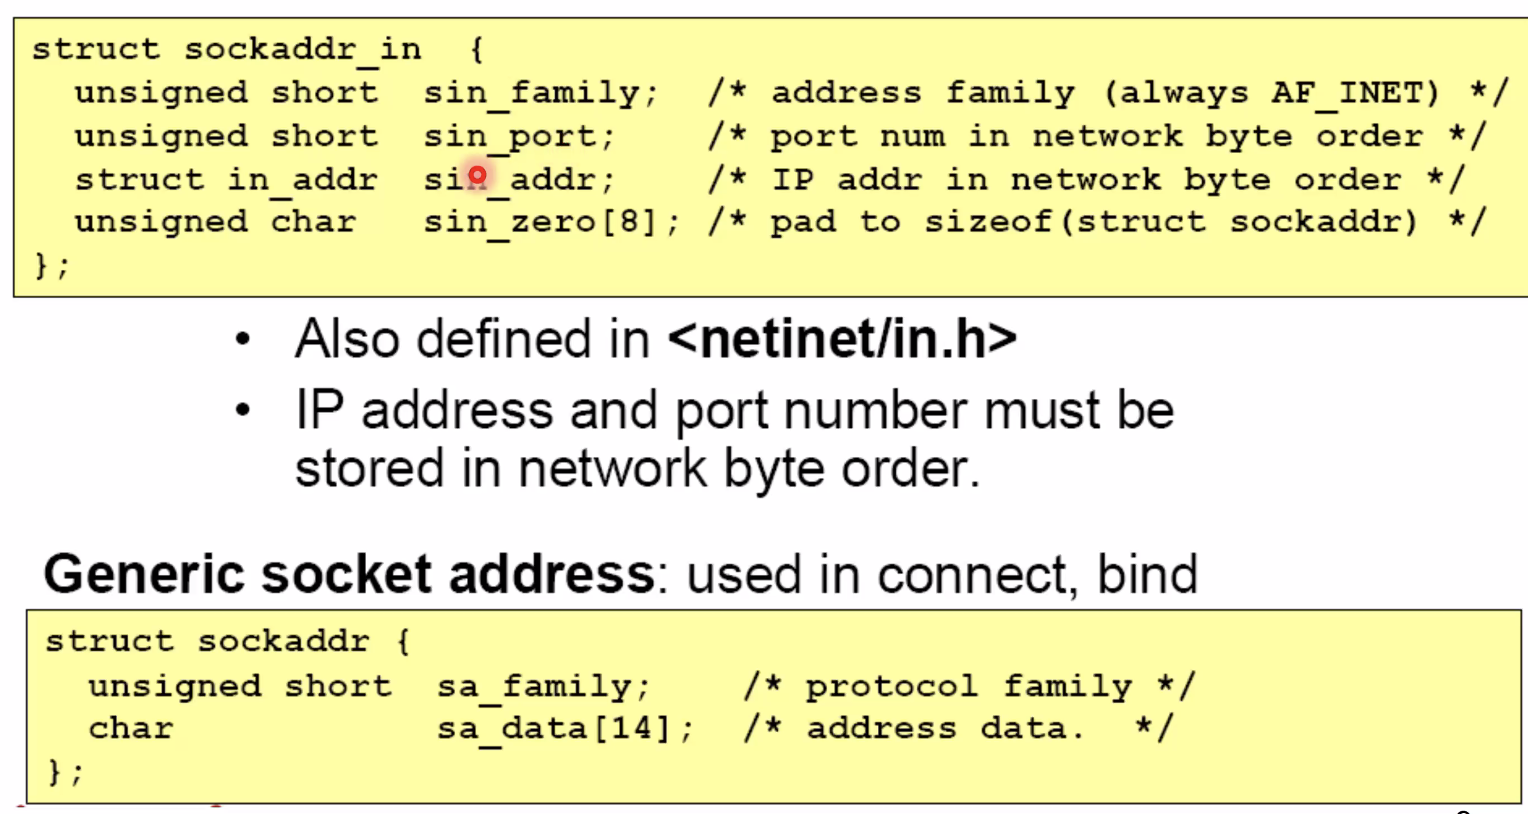 struct sockaddr_in {
unsigned short sin_family; /* address family (always AF_INET) */
unsigned short sin_port; /* port num in network byte order */
struct in_addr sin_addr; /* IP addr in network byte order */
unsigned char sin_zero[8]; /* pad to sizeof(struct sockaddr) */
};
• Also defined in <netinet/in.h>
• IP address and port number must be
stored in network byte order.
Generic socket address: used in connect, bind
struct sockaddr {
unsigned short sa_family; /* protocol family */
char sa_data[14]; /* address data. */
};